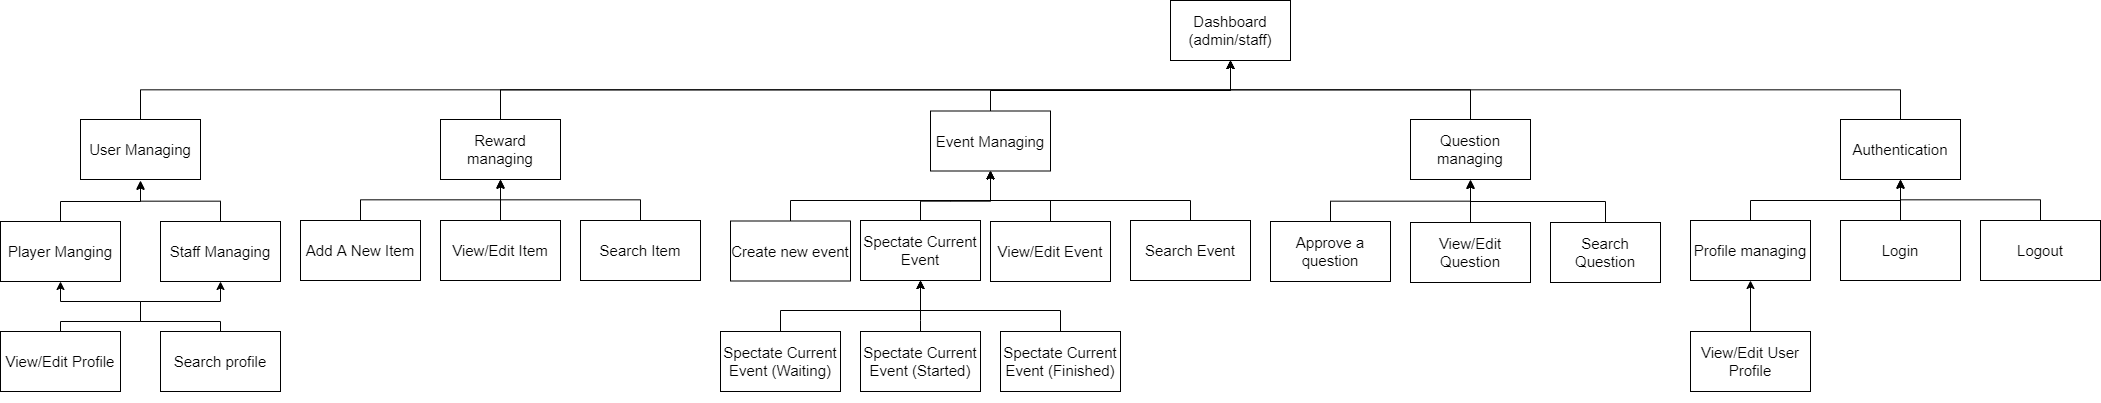 Dashboard
(admin/staff)
User Managing
Reward
managing
Event Managing
Question
managing
Authentication
Player Manging
Staff Managing
Add A New Item
View/Edit Item
Search Item
Create new event
Spectate Current
Event
View/Edit Event
Search Event
Approve a
question
View/Edit
Question
Search
Question
Profile managing
Login
Logout
View/Edit Profile
Search profile
Spectate Current
Event (Waiting)
Spectate Current
Event (Started)
Spectate Current
Event (Finished)
View/Edit User
Profile